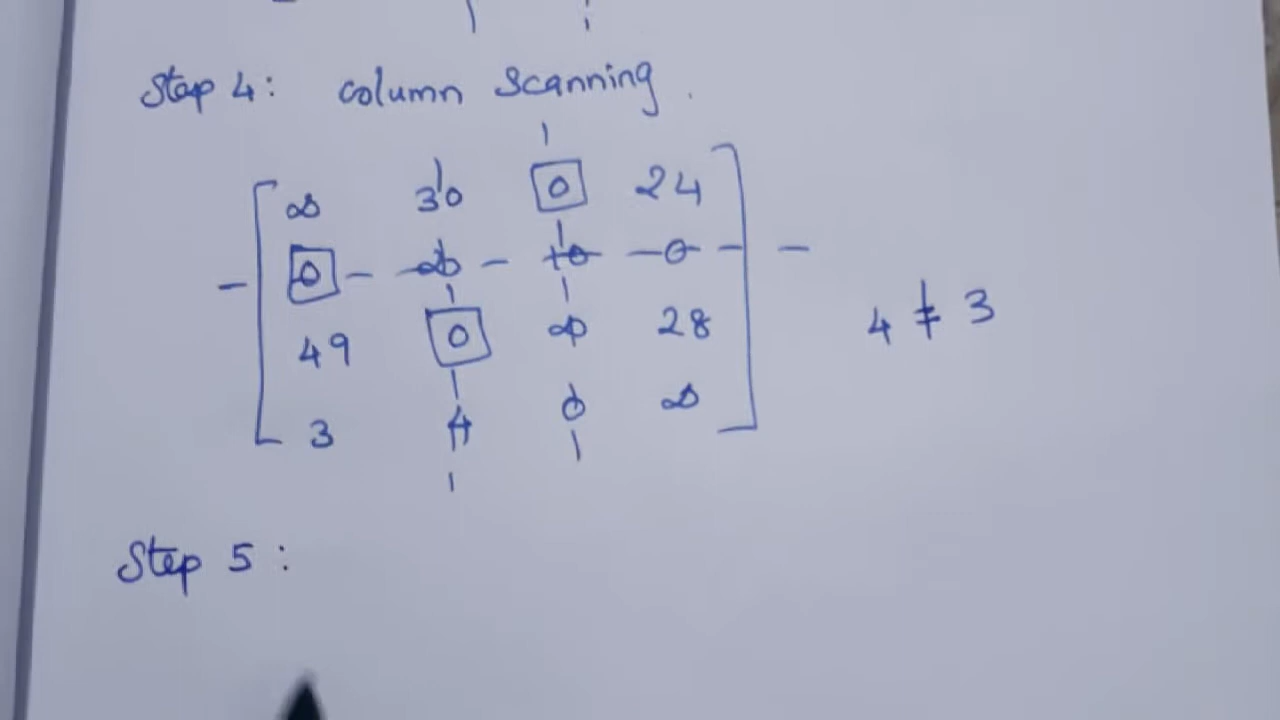 Step 4: column scanning.
∞ 30 0 24
0 ∞ 10 0
49 0 ∞ 28
3 4 0 ∞
4 ≠ 3
Step 5: